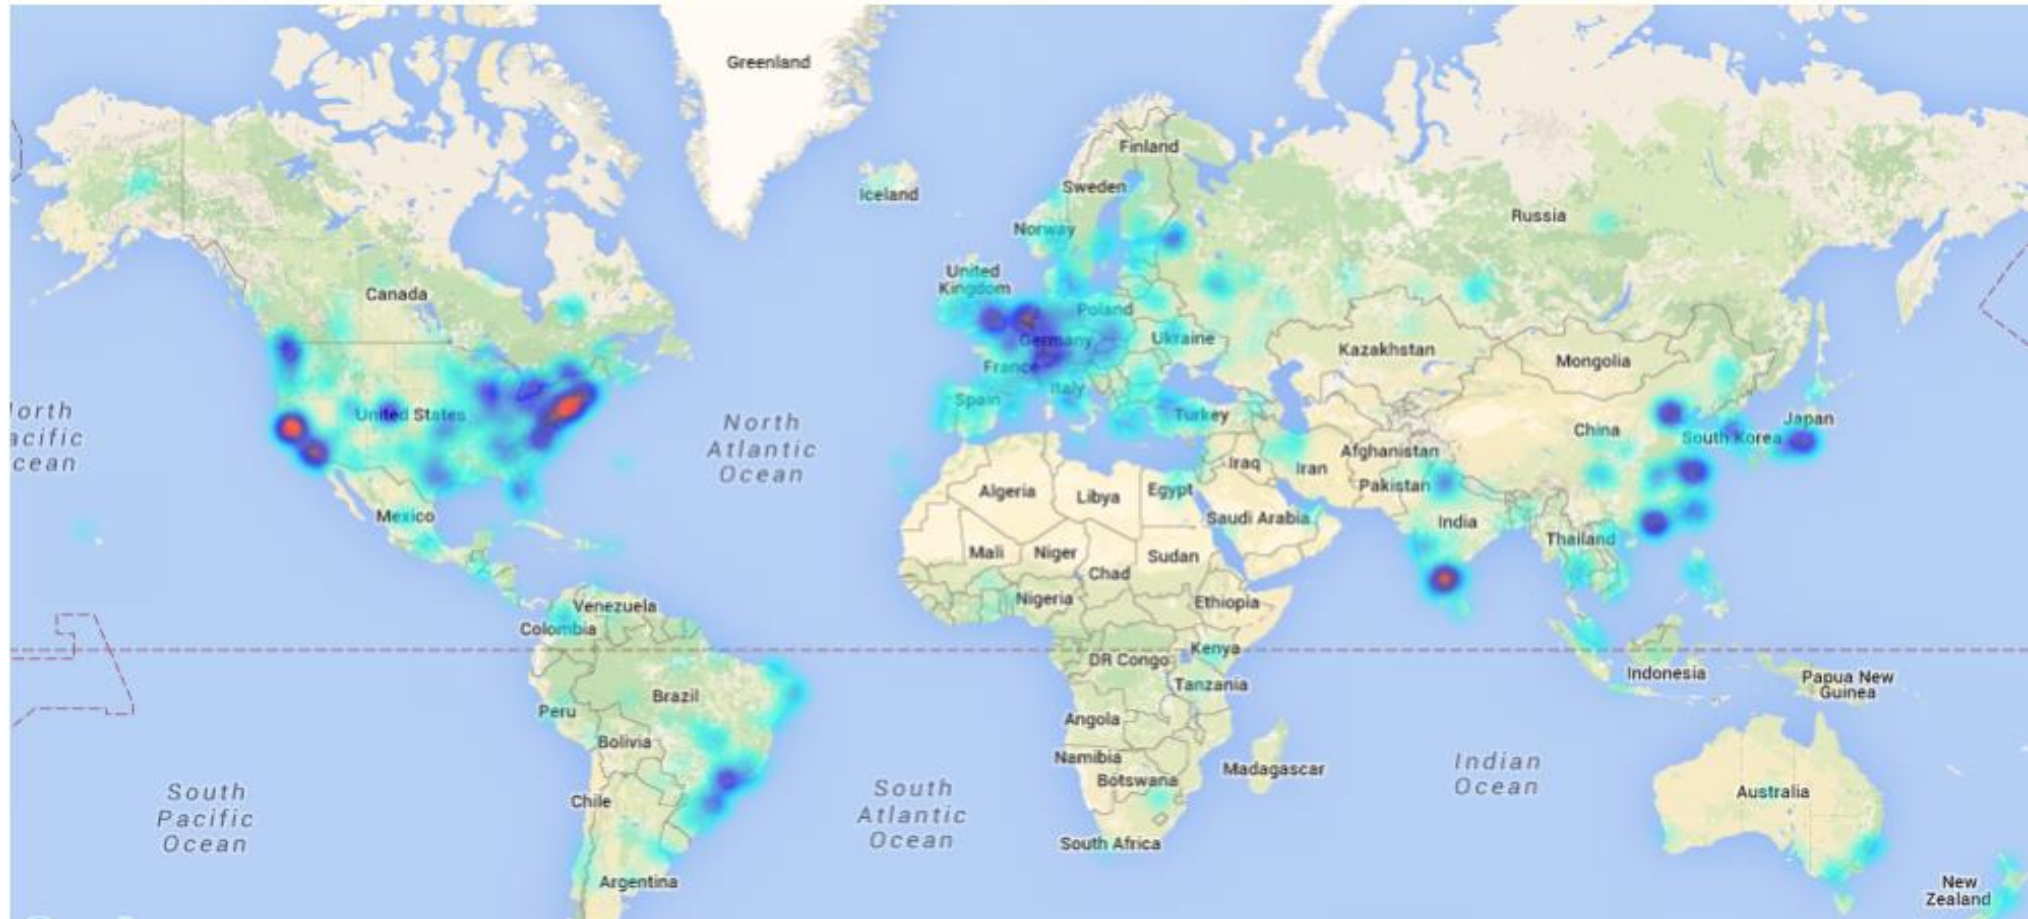 Greenland
Finland
Iceland
Sweden
Russia
Norway
United
Kingdom
Canada
Poland
Ukraine
Germany
Kazakhstan
Mongolia
France
Italy
Spain
United States
Turkey
North
Atlantic
Ocean
orth
acific
cean
Japan
China
South Korea
Afghanistan
Iraq
Iran
Pakistan
Algeria
Libya
Egypt
Mexico
Saudi Arabia
India
Thailand
Mali
Niger
Sudan
Chad
Venezuela
Nigeria
Ethiopia
Colombia
Kenya
DR Congo
Indonesia
Papua New
Guinea
Brazil
Tanzania
Peru
Angola
Bolivia
Namibia
Botswana
Madagascar
Indian
Ocean
South
Pacific
Ocean
Chile
South
Atlantic
Ocean
Australia
South Africa
Argentina
New
Zealand